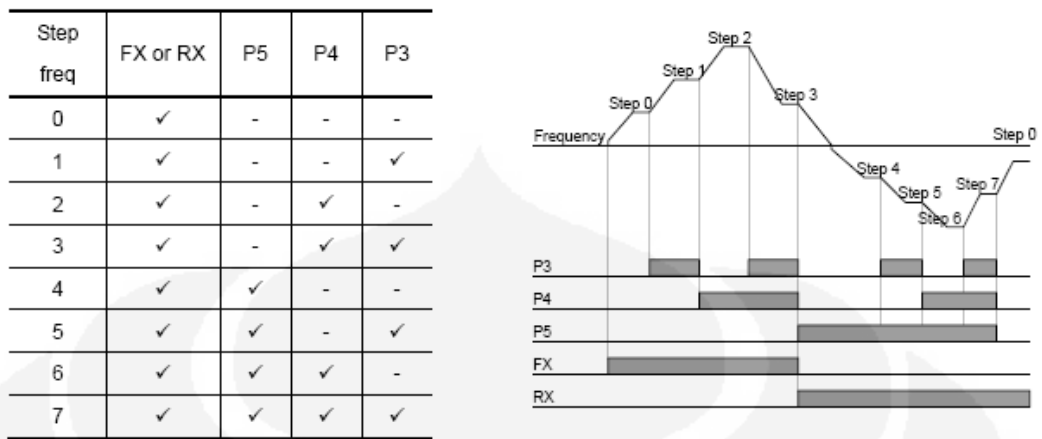 Step freq FX or RX P5 P4 P3
0 ✓ - - -
1 ✓ - - ✓
2 ✓ - ✓ -
3 ✓ - ✓ ✓
4 ✓ ✓ - -
5 ✓ ✓ - ✓
6 ✓ ✓ ✓ -
7 ✓ ✓ ✓ ✓
Step 2
Step 1
Step 3
Step 0
Frequency
Step 0
Step 4
Step 5
Step 7
Step 6
P3
P4
P5
FX
RX